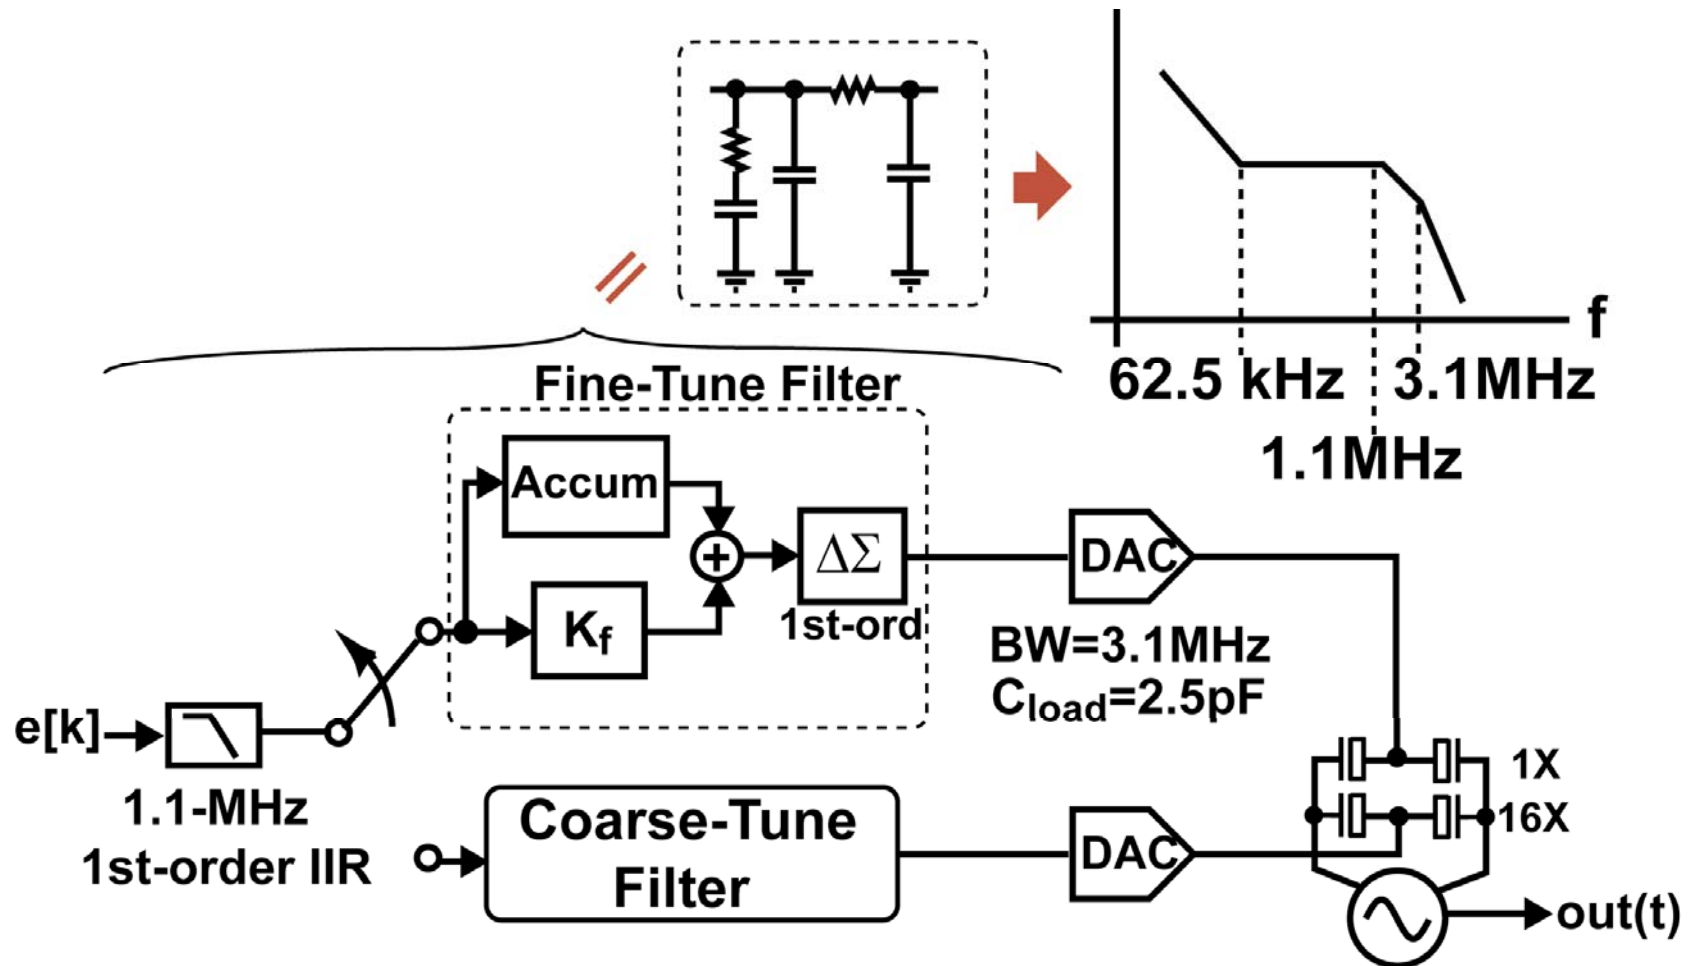 f
62.5 kHz
3.1MHz
1.1MHz
Fine-Tune Filter
Accum
+
ΔΣ
1st-ord
Kf
DAC
BW=3.1MHz
Cload=2.5pF
e[k]
1.1-MHz
1st-order IIR
Coarse-Tune
Filter
DAC
1X
16X
out(t)